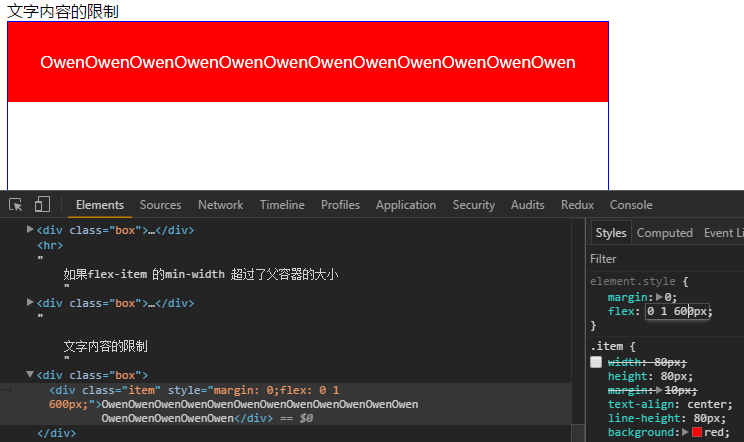 文字内容的限制
OwenOwenOwenOwenOwenOwenOwenOwenOwenOwenOwenOwen
Elements Sources Network Timeline Profiles Application Security Audits Redux Console
▶<div class="box">…</div>
<hr>
"
如果flex-item 的min-width 超过了父容器的大小
"
▶<div class="box">…</div>
"
文字内容的限制
"
▼<div class="box">
<div class="item" style="margin: 0;flex: 0 1
600px;">OwenOwenOwenOwenOwenOwenOwenOwenOwenOwenOwenOwen
OwenOwenOwenOwenOwen</div> == $0
</div>
Styles Computed Event Li
Filter
element.style {
margin:▶0;
flex: 0 1 600px;
}
.item {
width: 80px;
height: 80px;
margin:▶10px;
text-align: center;
line-height: 80px;
background:▶red;